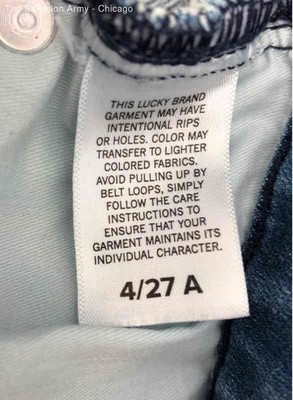 The Salvation Army - Chicago
THIS LUCKY BRAND
GARMENT MAY HAVE
INTENTIONAL RIPS
OR HOLES. COLOR MAY
TRANSFER TO LIGHTER
COLORED FABRICS.
AVOID PULLING UP BY
BELT LOOPS, SIMPLY
FOLLOW THE CARE
INSTRUCTIONS TO
ENSURE THAT YOUR
GARMENT MAINTAINS ITS
INDIVIDUAL CHARACTER.
4/27 A